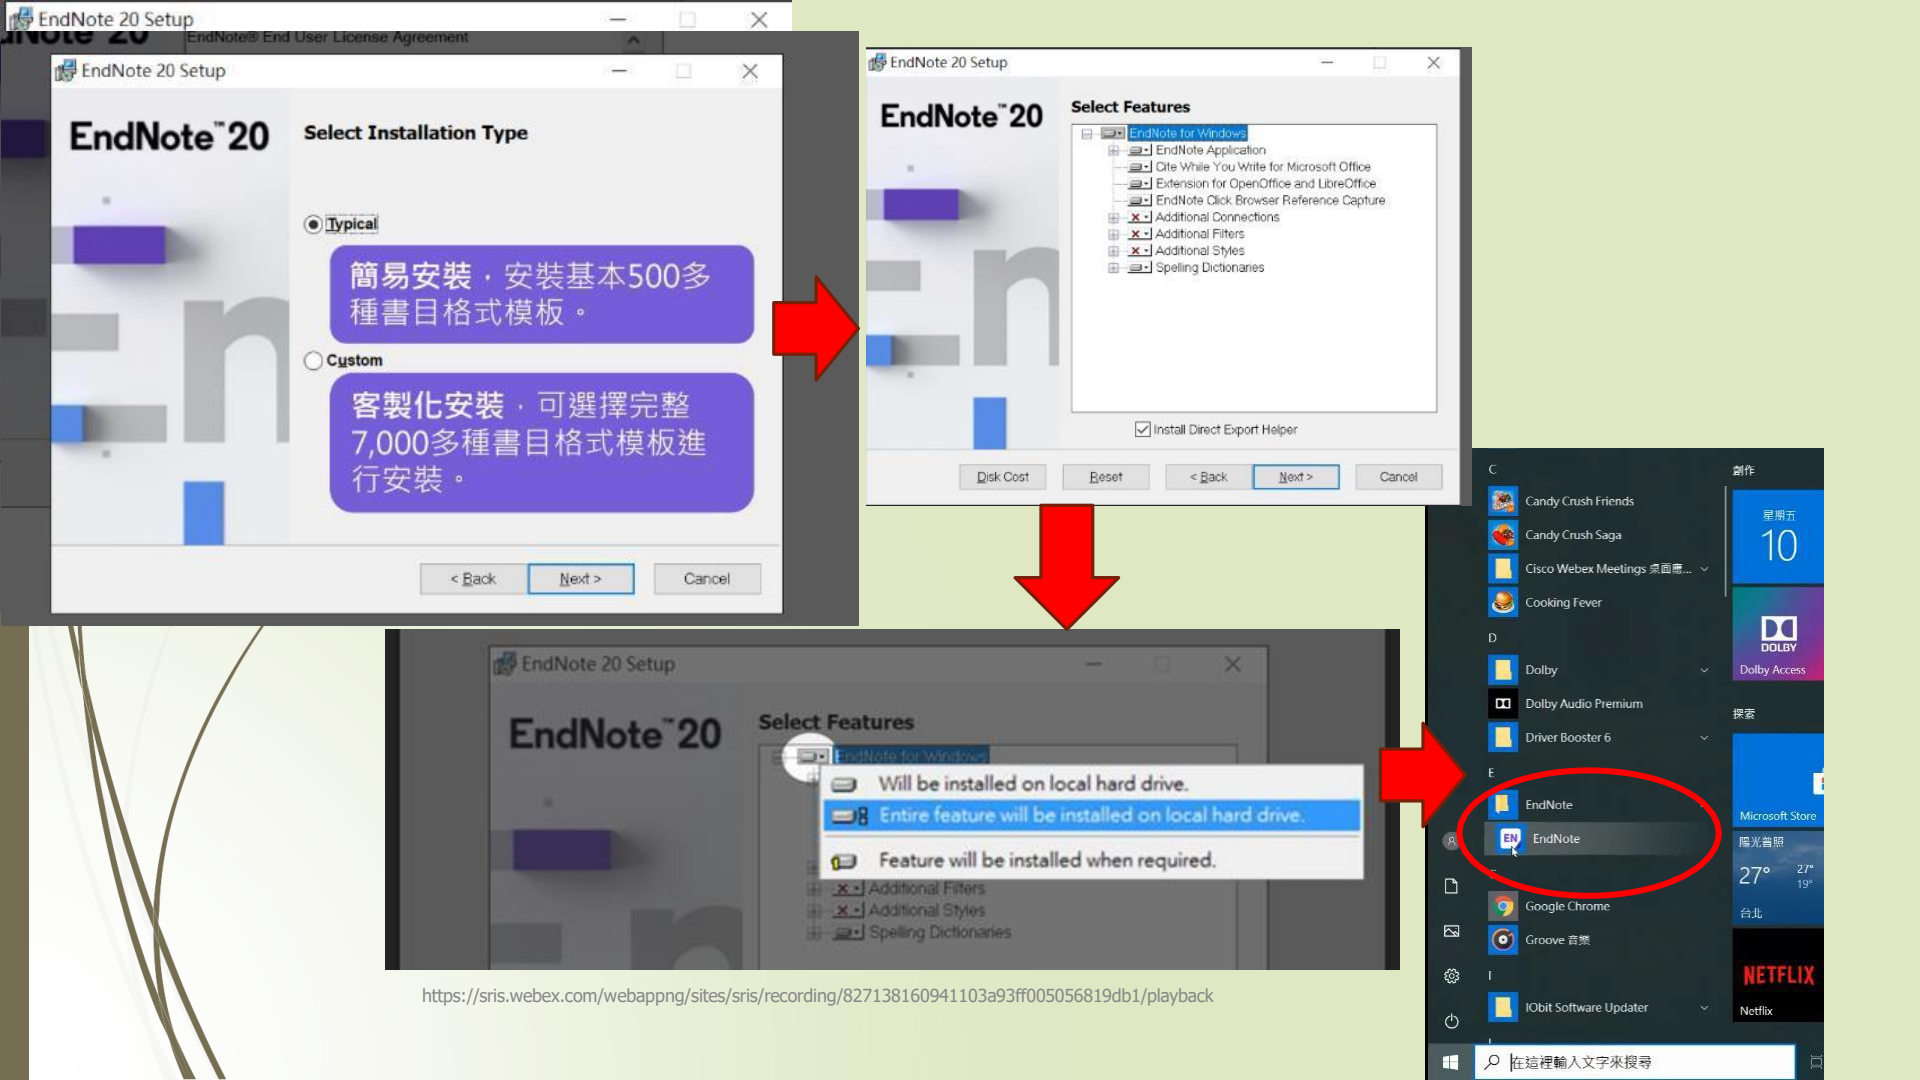 EndNote 20 Setup
EndNote® End User License Agreement
EndNote 20 Setup
EndNote™20
Select Installation Type
Typical
簡易安裝，安裝基本500多
種書目格式模板。
Custom
客製化安裝，可選擇完整
7,000多種書目格式模板進
行安裝。
< Back
Next >
Cancel
EndNote 20 Setup
EndNote™20
Select Features
EndNote for Windows
EndNote Application
Cite While You Write for Microsoft Office
Extension for OpenOffice and LibreOffice
EndNote Click Browser Reference Capture
Additional Connections
Additional Filters
Additional Styles
Spelling Dictionaries
Install Direct Export Helper
Disk Cost
Reset
< Back
Next >
Cancel
EndNote 20 Setup
EndNote™20
Select Features
EndNote for Windows
Will be installed on local hard drive.
Entire feature will be installed on local hard drive.
Feature will be installed when required.
Additional Filters
Additional Styles
Spelling Dictionaries
https://sris.webex.com/webappng/sites/sris/recording/827138160941103a93ff005056819db1/playback
C
Candy Crush Friends
Candy Crush Saga
Cisco Webex Meetings 桌面應...
Cooking Fever
D
Dolby
Dolby Audio Premium
Driver Booster 6
E
EndNote
EN
EndNote
Google Chrome
Groove 音樂
I
IObit Software Updater
在這裡輸入文字來搜尋
創作
星期五
10
DOLBY
Dolby Access
探索
Microsoft Store
陽光普照
27°
27°
19°
台北
NETFLIX
Netflix